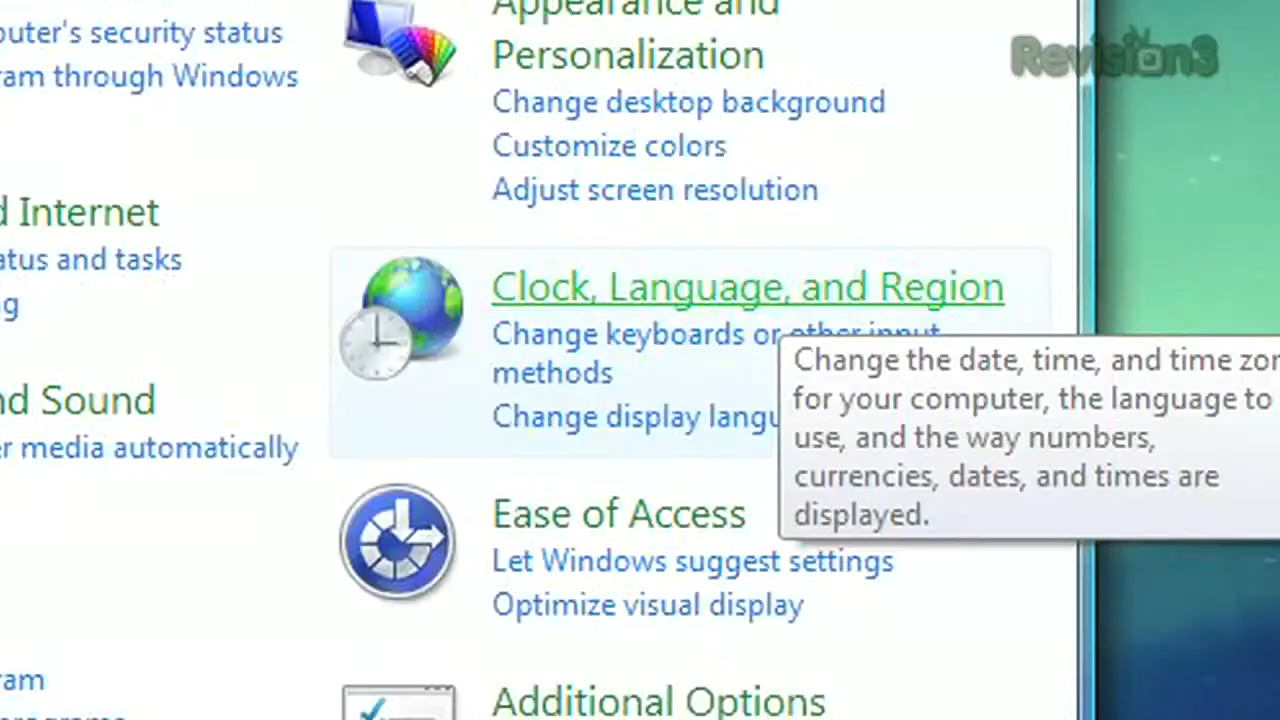 outer's security status
ram through Windows
d Internet
atus and tasks
g
nd Sound
er media automatically
ram
Appearance and
Personalization
Change desktop background
Customize colors
Adjust screen resolution
Clock, Language, and Region
Change keyboards or other input
methods
Change display langu
Change the date, time, and time zon
for your computer, the language to
use, and the way numbers,
currencies, dates, and times are
displayed.
Ease of Access
Let Windows suggest settings
Optimize visual display
Additional Options
Revision3